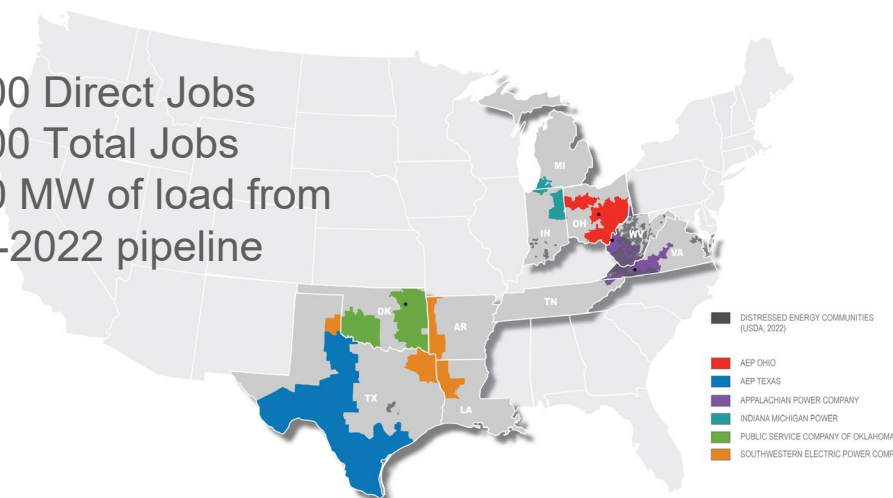 00 Direct Jobs
00 Total Jobs
0 MW of load from
-2022 pipeline
MI
IN
OH
WV
VA
TN
OK
AR
TX
LA
DISTRESSED ENERGY COMMUNITIES
(USDA, 2022)
AEP OHIO
AEP TEXAS
APPALACHIAN POWER COMPANY
INDIANA MICHIGAN POWER
PUBLIC SERVICE COMPANY OF OKLAHOMA
SOUTHWESTERN ELECTRIC POWER COMP